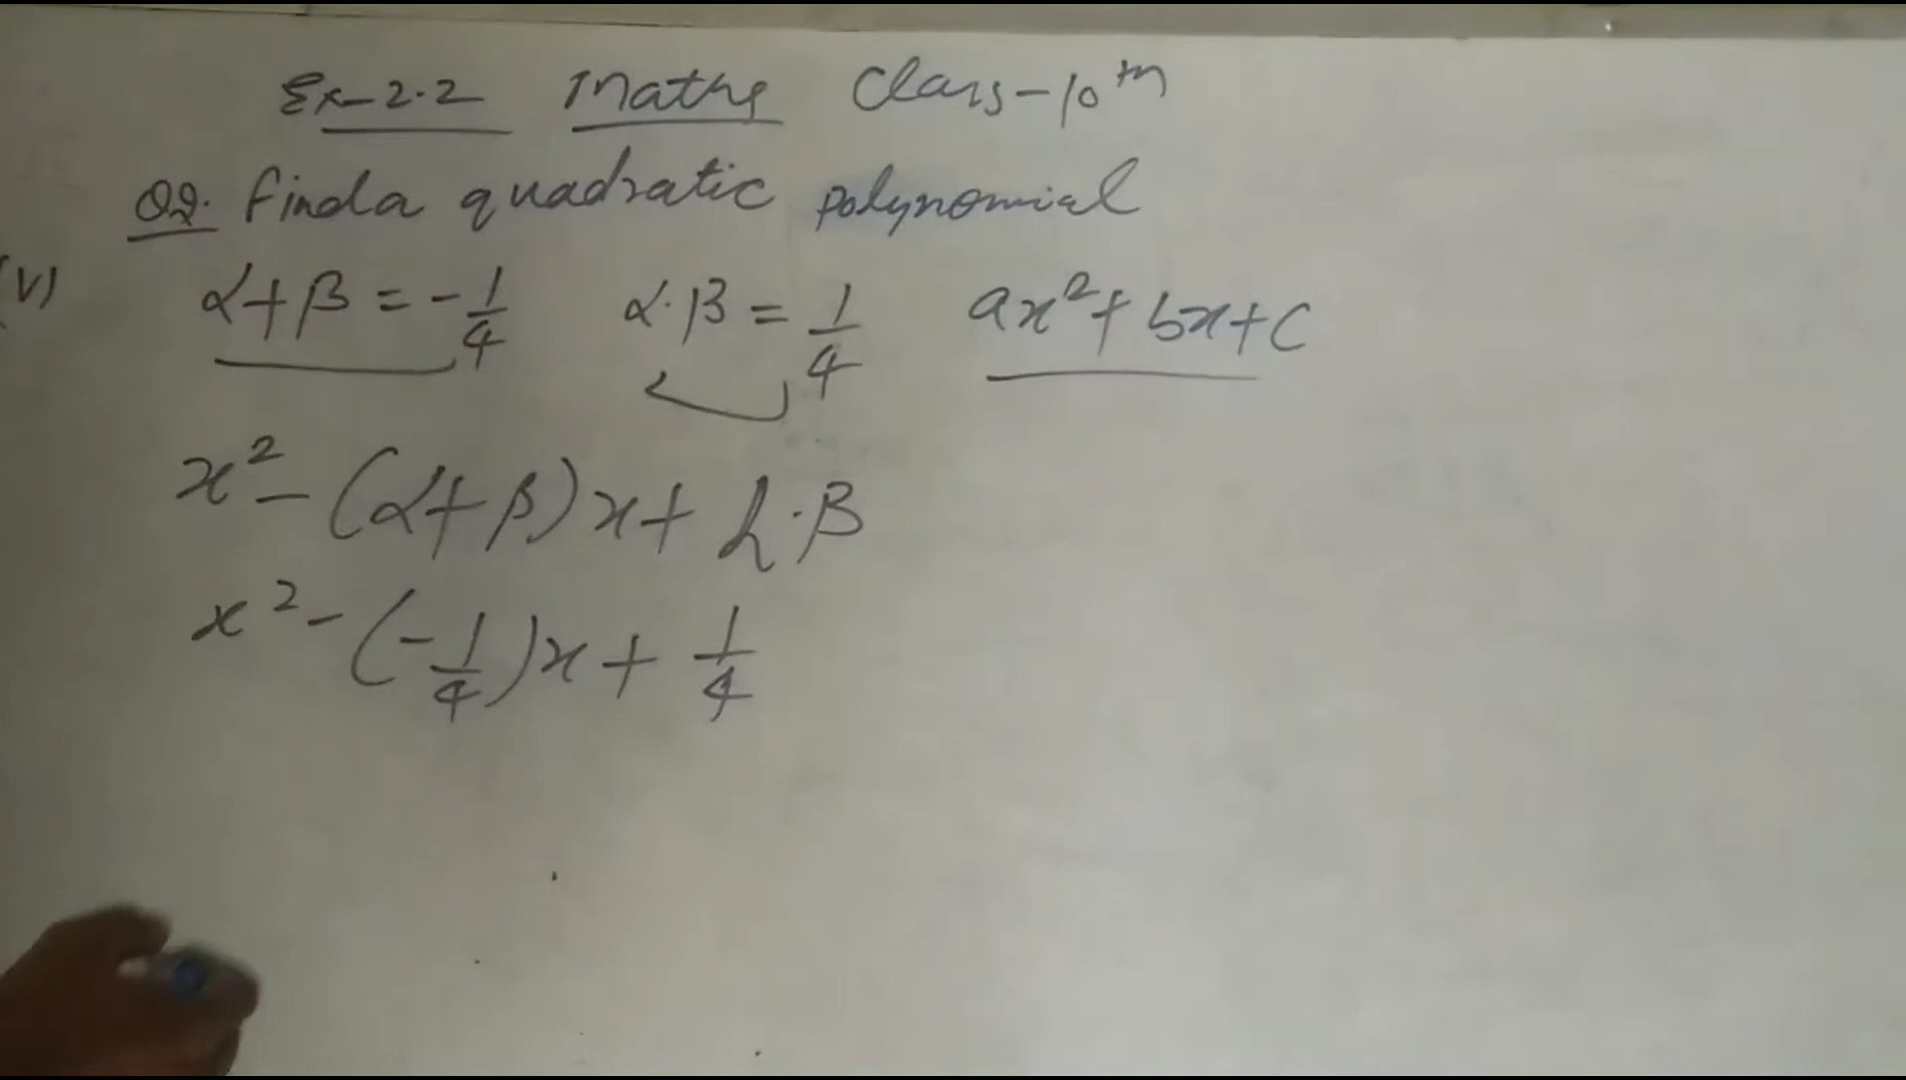 Ex-2.2 Maths Class-10th
Q2. Find a quadratic polynomial
(V) α+β = -1/4 α.β = 1/4 ax²+bx+c
x²-(α+β)x+α.β
x²-(-1/4)x+1/4